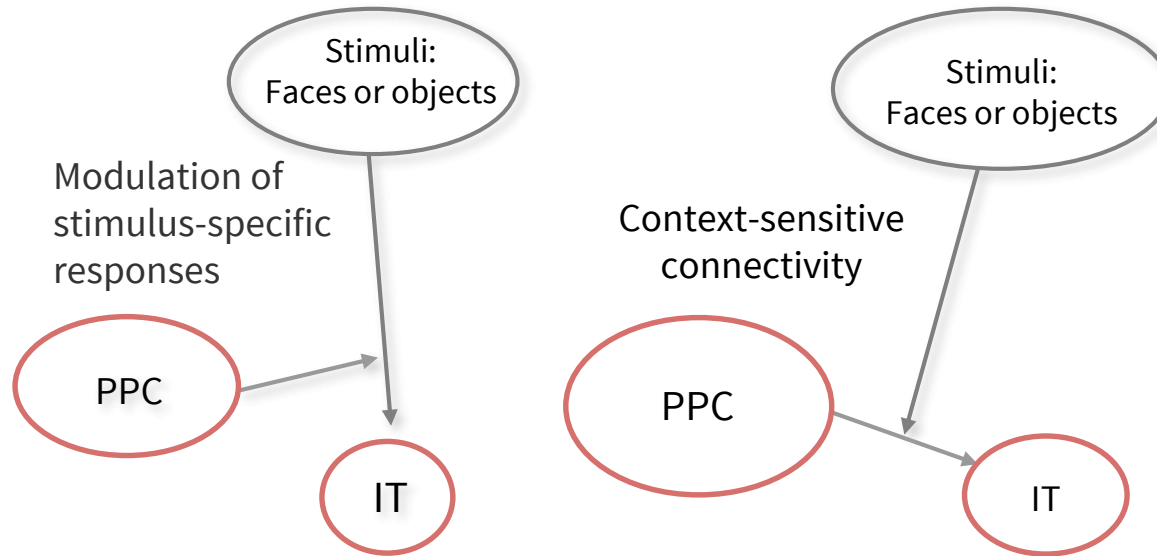 Stimuli:
Faces or objects
Modulation of
stimulus-specific
responses
PPC
IT
Stimuli:
Faces or objects
Context-sensitive
connectivity
PPC
IT